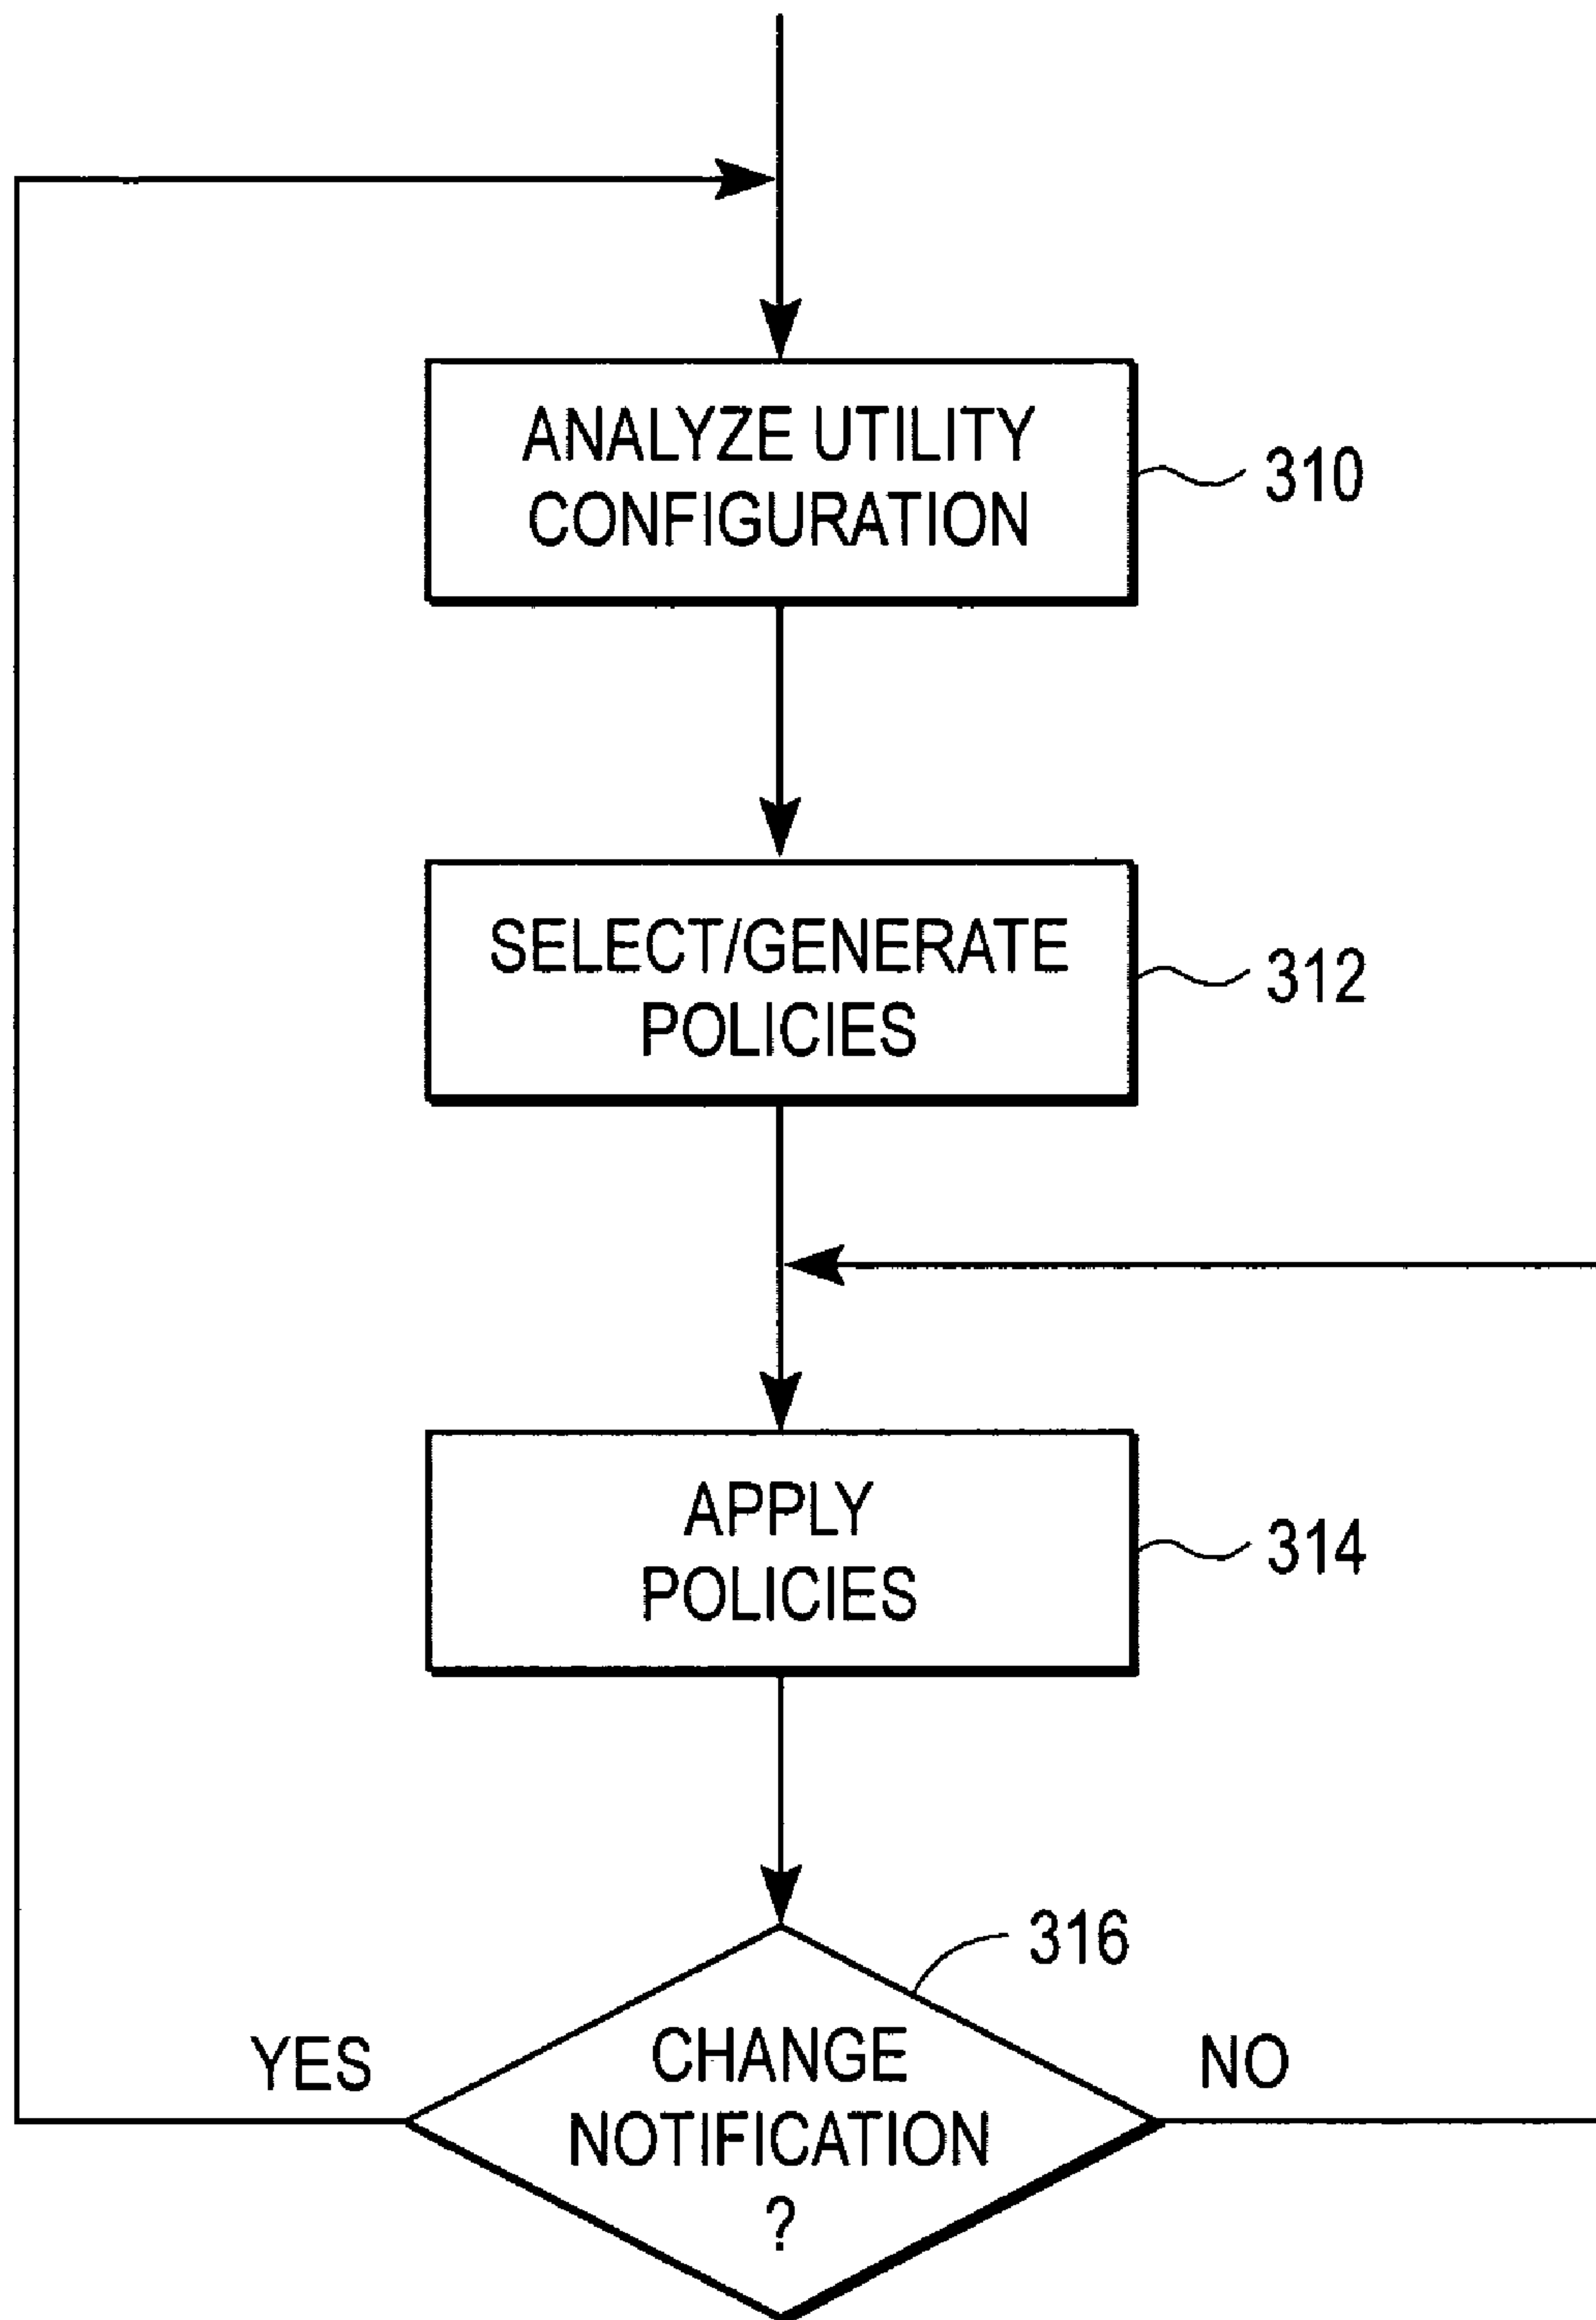 ANALYZE UTILITY
CONFIGURATION
310
SELECT/GENERATE
POLICIES
312
APPLY
POLICIES
314
316
YES
CHANGE
NOTIFICATION
?
NO